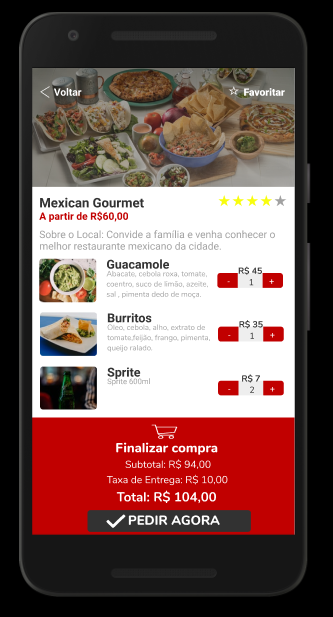 Voltar
Favoritar
Mexican Gourmet
A partir de R$60,00
Sobre o Local: Convide a família e venha conhecer o
melhor restaurante mexicano da cidade.
Guacamole
R$ 45
Abacate, cebola roxa, tomate,
coentro, suco de limão, azeite,
sal , pimenta dedo de moça.
- 1 +
Burritos
R$ 35
Oleo, cebola, alho, extrato de
tomate,feijão, frango, pimenta,
queijo ralado.
- 1 +
Sprite
R$ 7
Sprite 600ml
- 2 +
Finalizar compra
Subtotal: R$ 94,00
Taxa de Entrega: R$ 10,00
Total: R$ 104,00
PEDIR AGORA